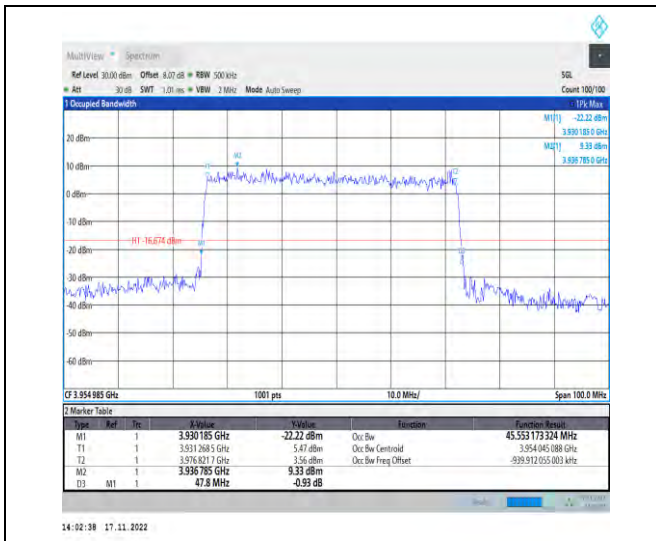 MultiView Spectrum
Ref Level 30.00 dBm Offset 8.07 dB RBW 500 kHz SGL
Att 30 dB SWT 1.01 ms VBW 2 MHz Mode Auto Sweep Count 100/100
1 Occupied Bandwidth 1Pk Max
M1[1] -22.22 dBm
3.930 185 0 GHz
M2[1] 9.33 dBm
3.936 785 0 GHz
20 dBm
M2
10 dBm
T1
T2
0 dBm
-10 dBm
H1 -16.674 dBm
M1
-20 dBm
D3
-30 dBm
-40 dBm
-50 dBm
-60 dBm
CF 3.954 985 GHz 1001 pts 10.0 MHz/ Span 100.0 MHz
2 Marker Table
Type Ref Trc X-Value Y-Value Function Function Result
M1 1 3.930185 GHz -22.22 dBm Occ Bw 45.553 173 324 MHz
T1 1 3.931 268 5 GHz 5.47 dBm Occ Bw Centroid 3.954 045 088 GHz
T2 1 3.976 821 7 GHz 3.56 dBm Occ Bw Freq Offset -939.912 055 003 kHz
M2 1 3.936785 GHz 9.33 dBm
D3 M1 1 47.8 MHz -0.93 dB
Ready
14:02:38 17.11.2022